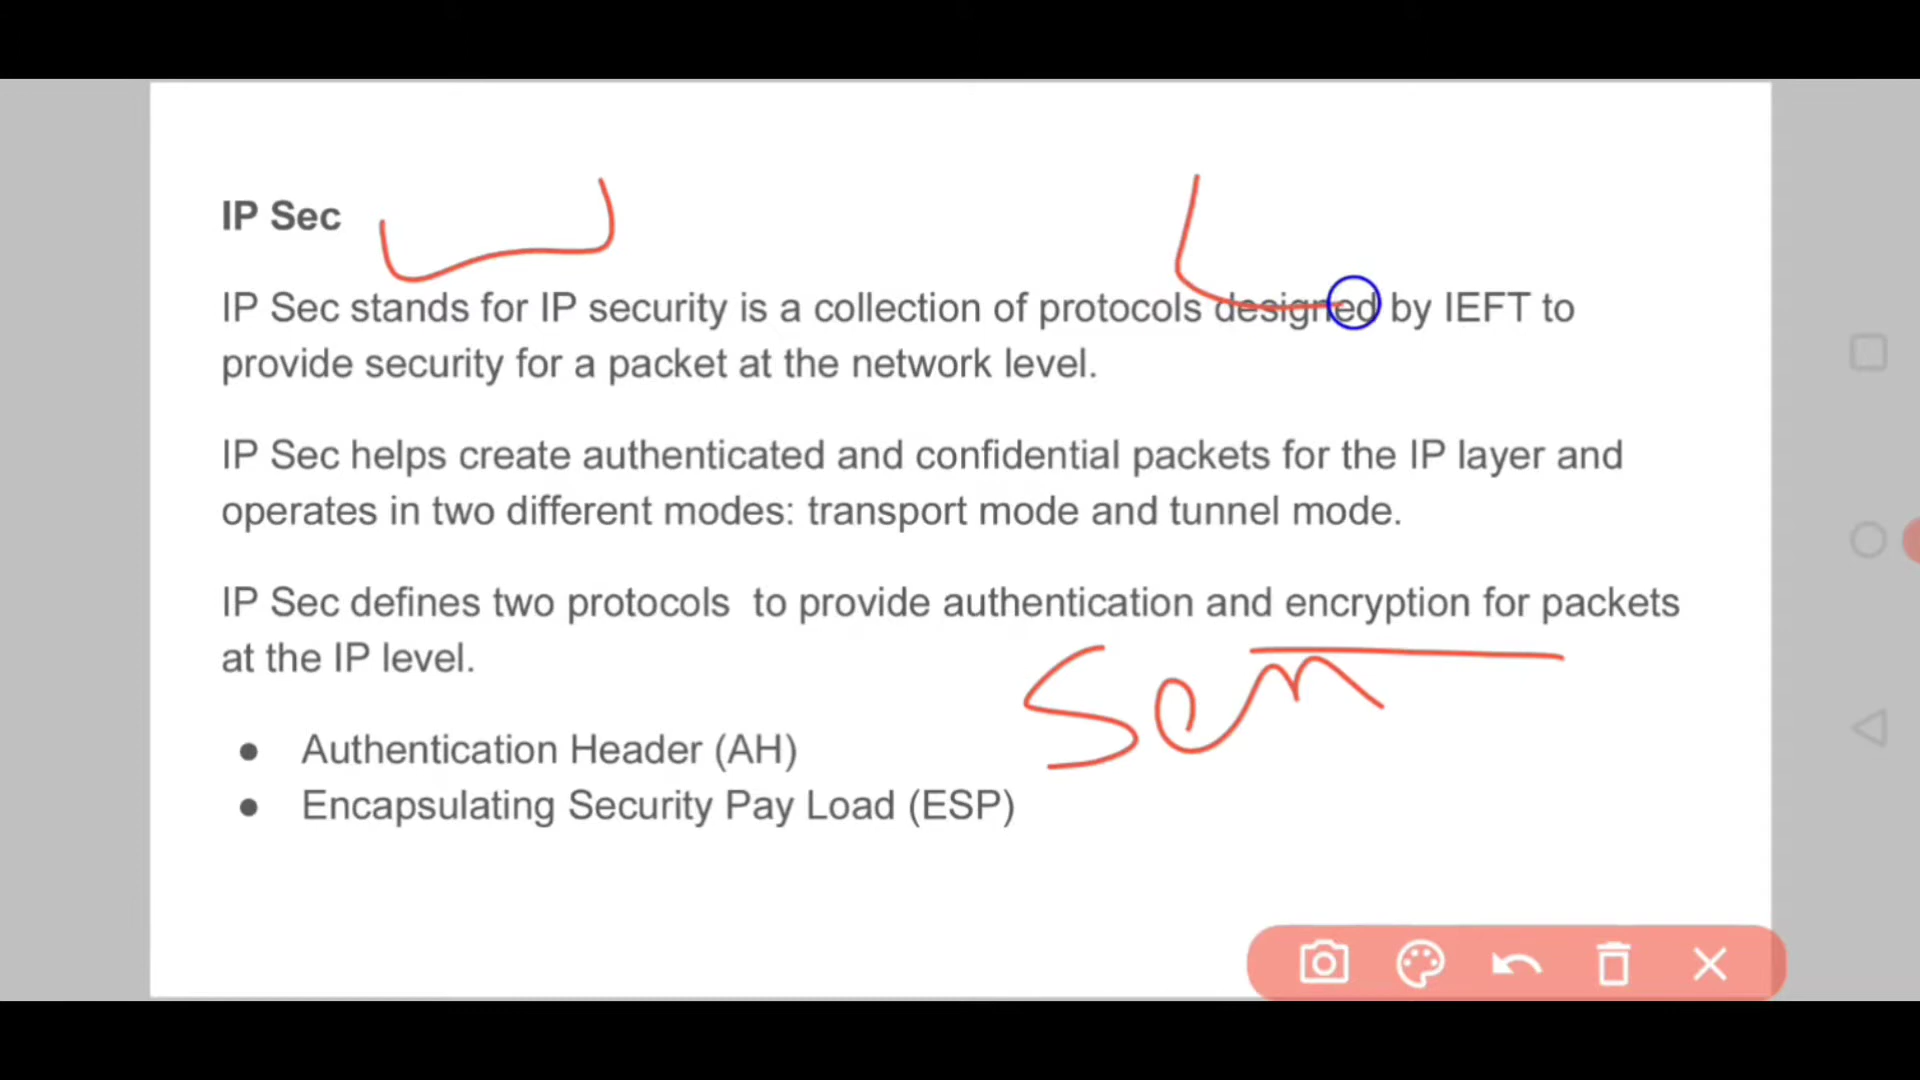 IP Sec
IP Sec stands for IP security is a collection of protocols designed by IEFT to
provide security for a packet at the network level.
IP Sec helps create authenticated and confidential packets for the IP layer and
operates in two different modes: transport mode and tunnel mode.
IP Sec defines two protocols  to provide authentication and encryption for packets
at the IP level.
● Authentication Header (AH)
● Encapsulating Security Pay Load (ESP)